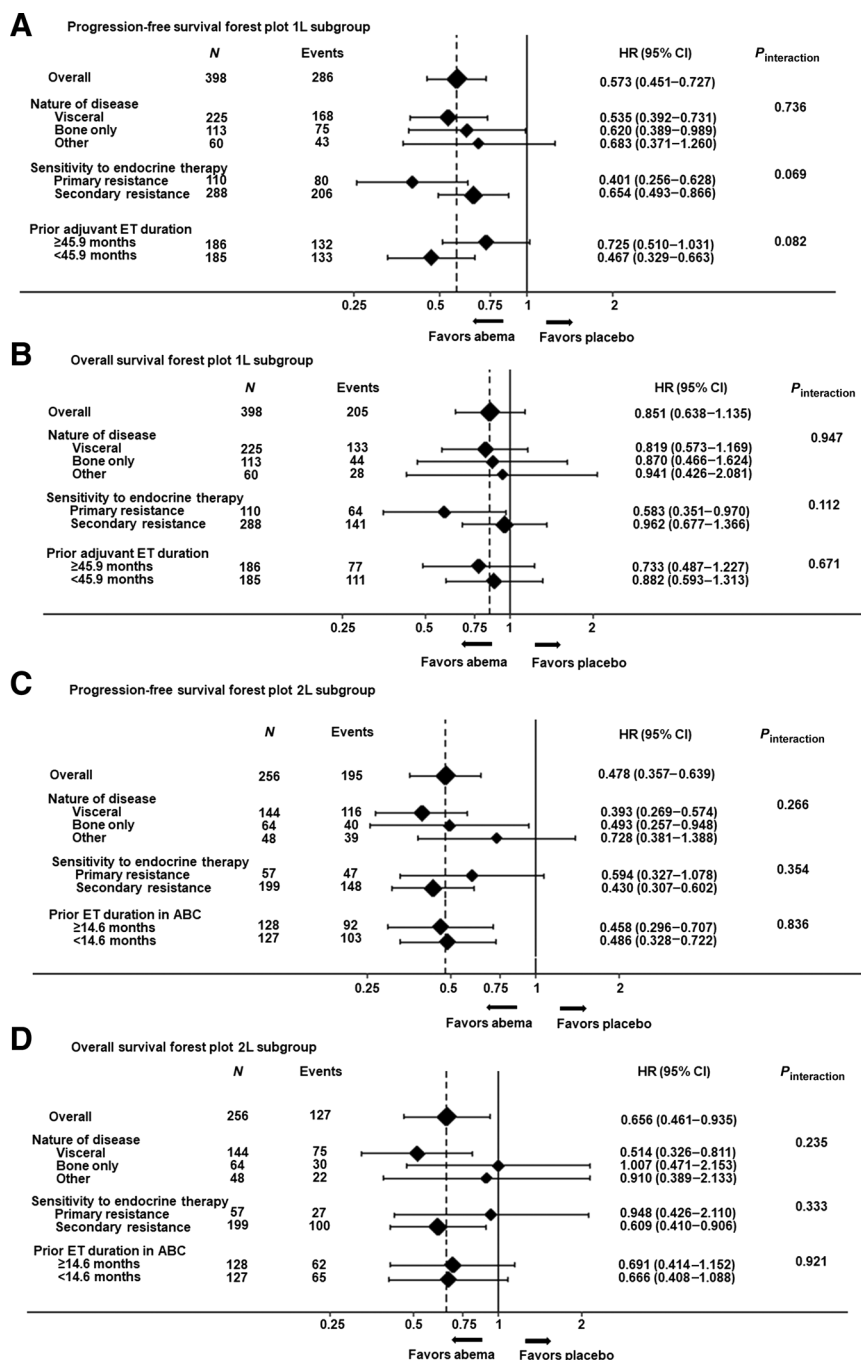 A
Progression-free survival forest plot 1L subgroup
N Events HR (95% CI) Pinteraction
Overall 398 286 0.573 (0.451–0.727)
Nature of disease 0.736
Visceral 225 168 0.535 (0.392–0.731)
Bone only 113 75 0.620 (0.389–0.989)
Other 60 43 0.683 (0.371–1.260)
Sensitivity to endocrine therapy 0.069
Primary resistance 110 80 0.401 (0.256–0.628)
Secondary resistance 288 206 0.654 (0.493–0.866)
Prior adjuvant ET duration
≥45.9 months 186 132 0.725 (0.510–1.031) 0.082
<45.9 months 185 133 0.467 (0.329–0.663)
0.25 0.5 0.75 1 2
Favors abema Favors placebo
B
Overall survival forest plot 1L subgroup
N Events HR (95% CI) Pinteraction
Overall 398 205 0.851 (0.638–1.135)
Nature of disease 0.947
Visceral 225 133 0.819 (0.573–1.169)
Bone only 113 44 0.870 (0.466–1.624)
Other 60 28 0.941 (0.426–2.081)
Sensitivity to endocrine therapy 0.112
Primary resistance 110 64 0.583 (0.351–0.970)
Secondary resistance 288 141 0.962 (0.677–1.366)
Prior adjuvant ET duration
≥45.9 months 186 77 0.733 (0.487–1.227) 0.671
<45.9 months 185 111 0.882 (0.593–1.313)
0.25 0.5 0.75 1 2
Favors abema Favors placebo
C
Progression-free survival forest plot 2L subgroup
N Events HR (95% CI) Pinteraction
Overall 256 195 0.478 (0.357–0.639)
Nature of disease 0.266
Visceral 144 116 0.393 (0.269–0.574)
Bone only 64 40 0.493 (0.257–0.948)
Other 48 39 0.728 (0.381–1.388)
Sensitivity to endocrine therapy 0.354
Primary resistance 57 47 0.594 (0.327–1.078)
Secondary resistance 199 148 0.430 (0.307–0.602)
Prior ET duration in ABC 0.836
≥14.6 months 128 92 0.458 (0.296–0.707)
<14.6 months 127 103 0.486 (0.328–0.722)
0.25 0.5 0.75 1 2
Favors abema Favors placebo
D
Overall survival forest plot 2L subgroup
N Events HR (95% CI) Pinteraction
Overall 256 127 0.656 (0.461–0.935)
Nature of disease 0.235
Visceral 144 75 0.514 (0.326–0.811)
Bone only 64 30 1.007 (0.471–2.153)
Other 48 22 0.910 (0.389–2.133)
Sensitivity to endocrine therapy 0.333
Primary resistance 57 27 0.948 (0.426–2.110)
Secondary resistance 199 100 0.609 (0.410–0.906)
Prior ET duration in ABC 0.921
≥14.6 months 128 62 0.691 (0.414–1.152)
<14.6 months 127 65 0.666 (0.408–1.088)
0.25 0.5 0.75 1 2
Favors abema Favors placebo